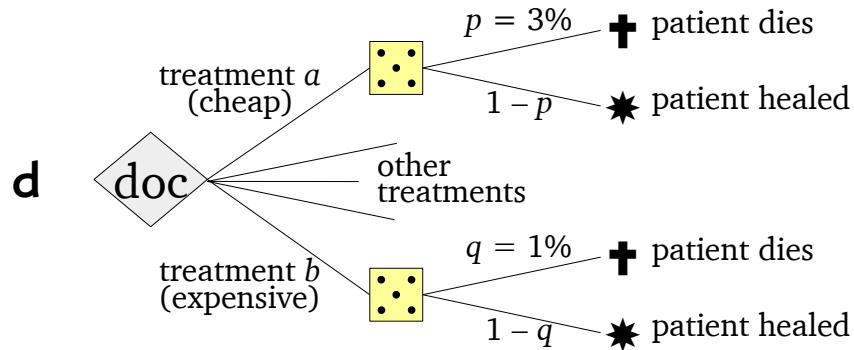 p = 3%
patient dies
treatment a
(cheap)
1 – p
patient healed
d
doc
other
treatments
q = 1%
patient dies
treatment b
(expensive)
1 – q
patient healed